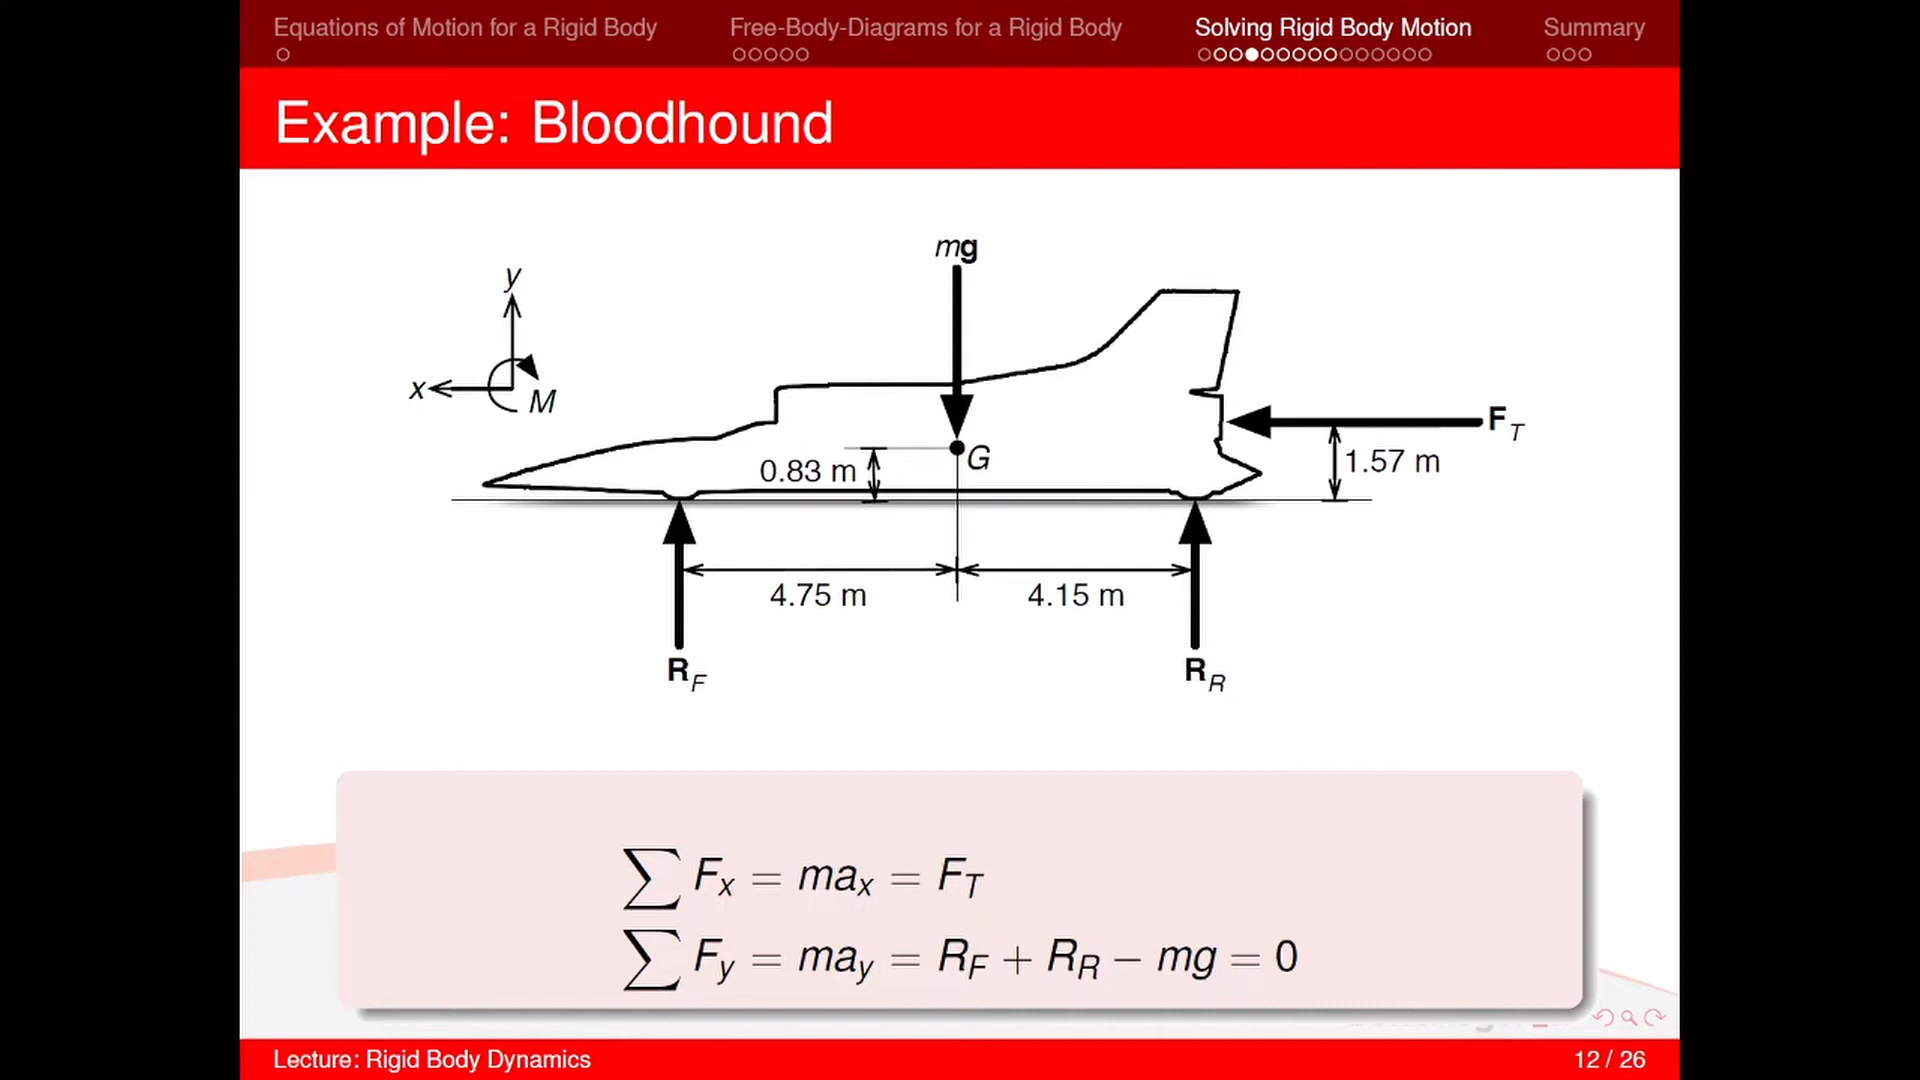 Equations of Motion for a Rigid Body Free-Body-Diagrams for a Rigid Body Solving Rigid Body Motion Summary
Example: Bloodhound
mg
y
x
M
F_T
G
0.83 m
1.57 m
4.75 m
4.15 m
R_F
R_R
∑ F_x = ma_x = F_T
∑ F_y = ma_y = R_F + R_R − mg = 0
Lecture: Rigid Body Dynamics 12 / 26